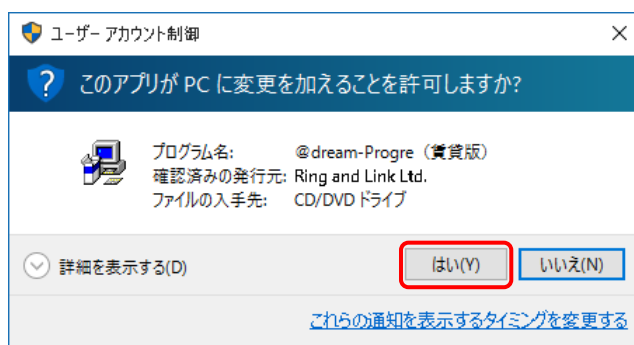 ユーザー アカウント制御
このアプリが PC に変更を加えることを許可しますか?
プログラム名: @dream-Progre（賃貸版）
確認済みの発行元: Ring and Link Ltd.
ファイルの入手先: CD/DVD ドライブ
詳細を表示する(D) はい(Y) いいえ(N)
これらの通知を表示するタイミングを変更する